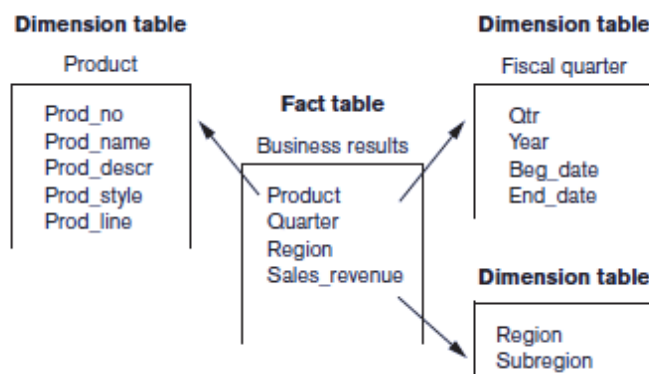 Dimension table
Product
Prod_no
Prod_name
Prod_descr
Prod_style
Prod_line
Fact table
Business results
Product
Quarter
Region
Sales_revenue
Dimension table
Fiscal quarter
Qtr
Year
Beg_date
End_date
Dimension table
Region
Subregion